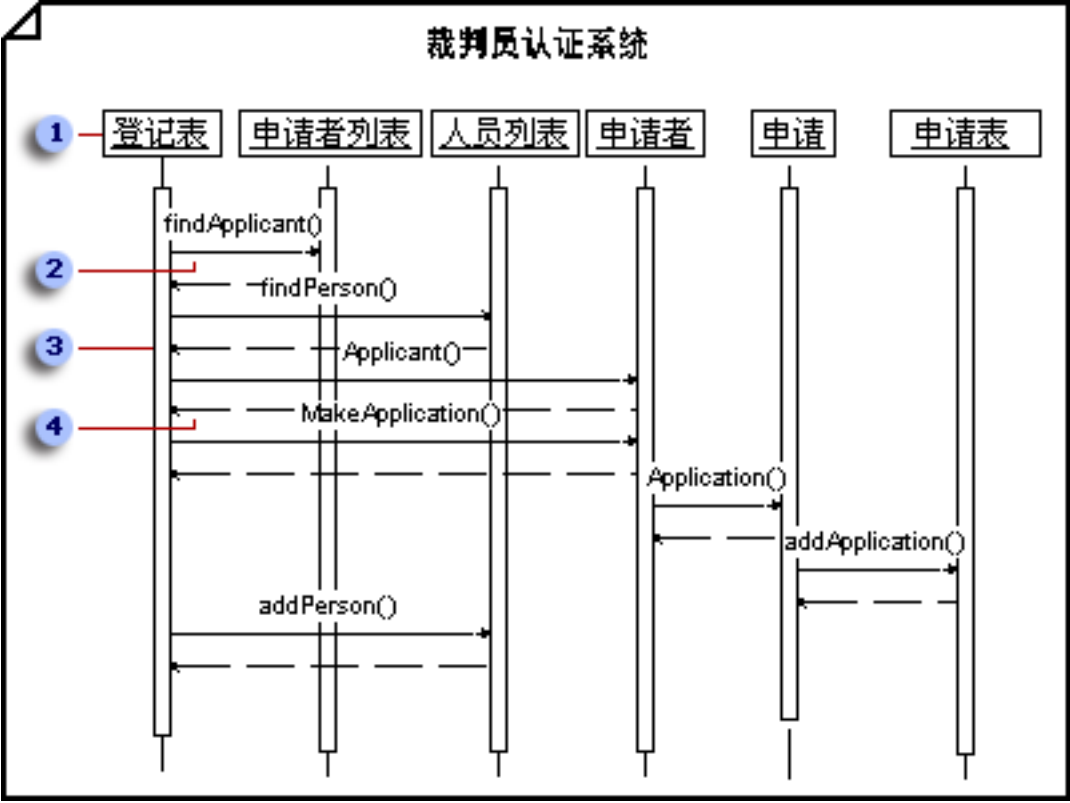 裁判员认证系统
1 登记表 申请者列表 人员列表 申请者 申请 申请表
findApplicant()
2
findPerson()
3
Applicant()
4 MakeApplication()
Application()
addApplication()
addPerson()